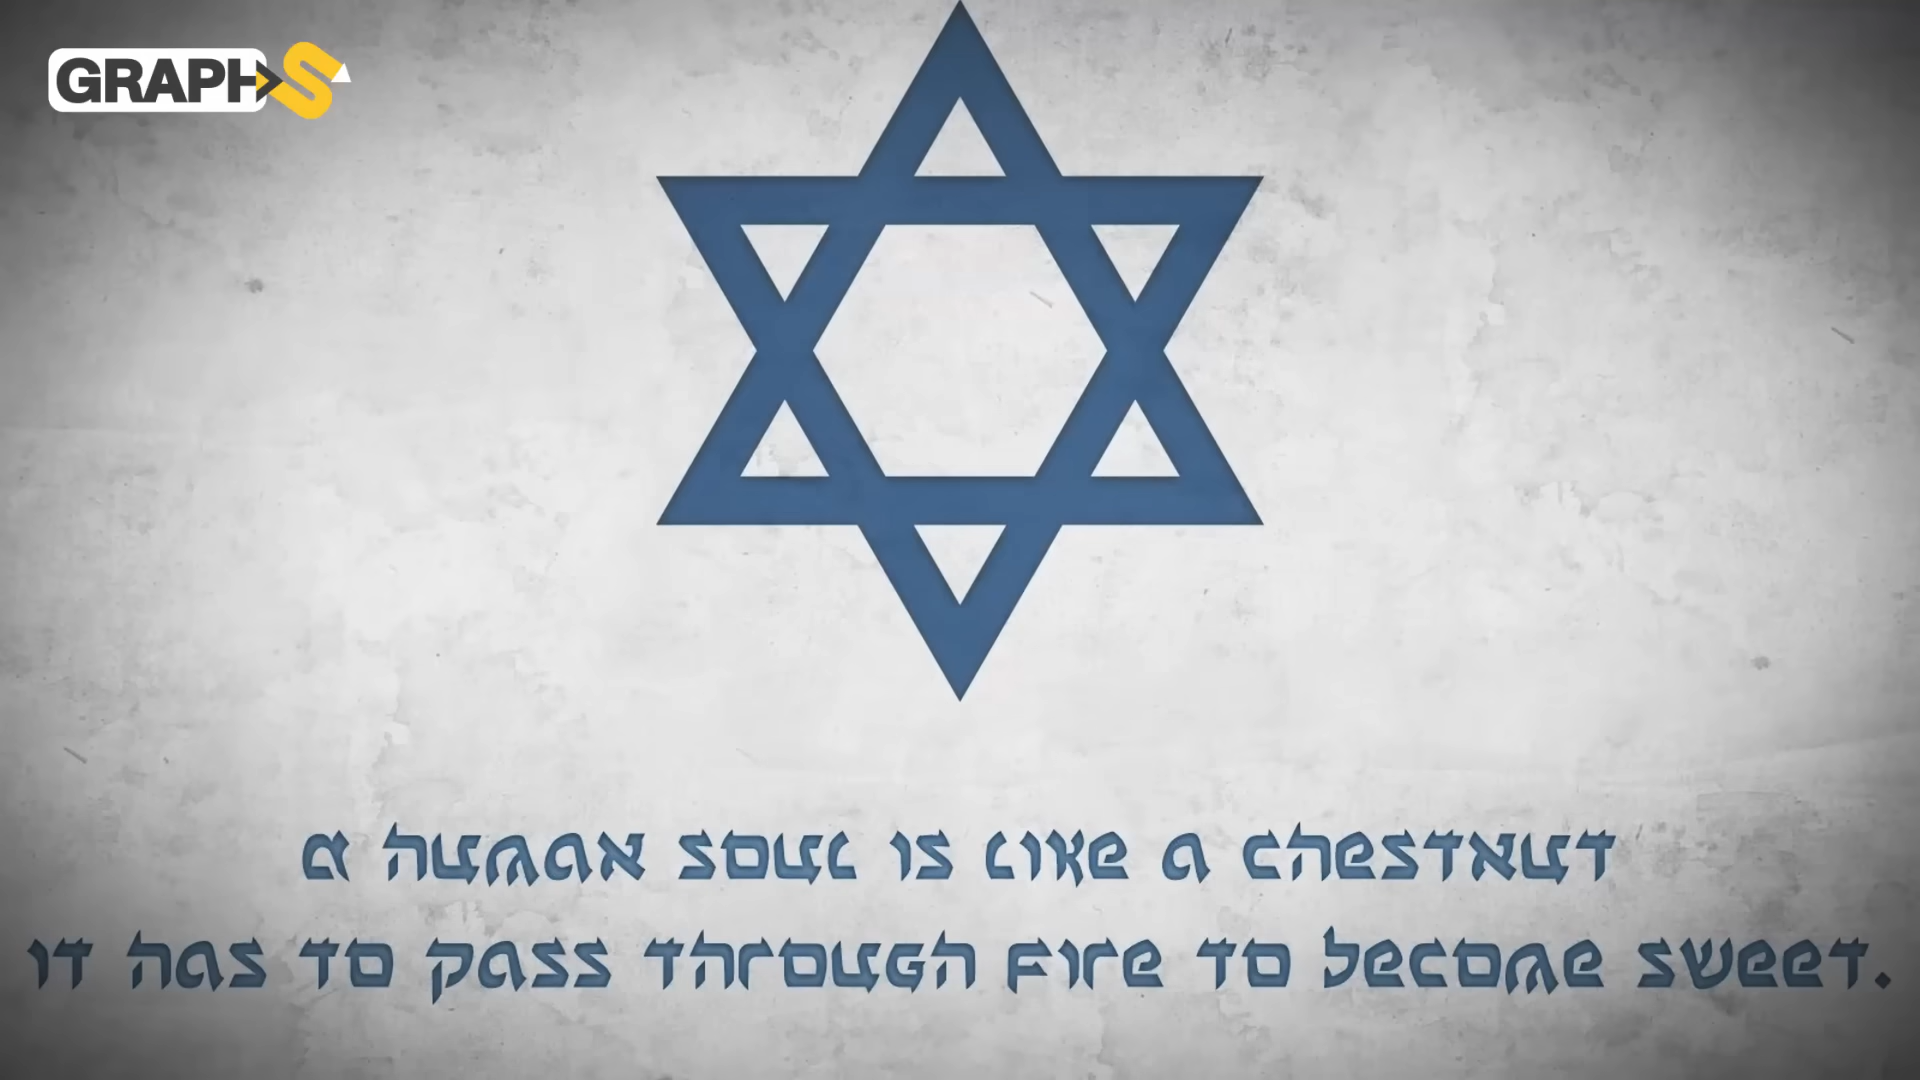 GRAPHS
A HUMAN SOUL IS LIKE A CHESTNUT
IT HAS TO PASS THROUGH FIRE TO BECOME SWEET.